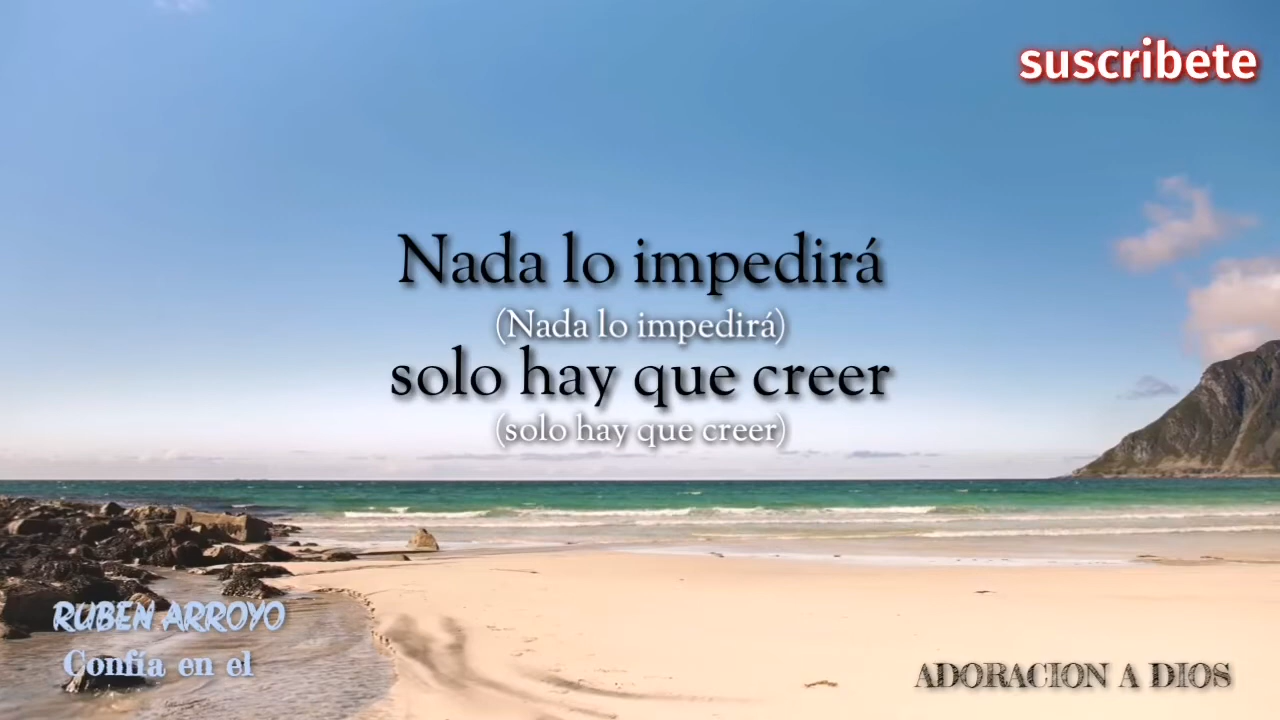 suscribete
Nada lo impedirá
(Nada lo impedirá)
solo hay que creer
(solo hay que creer)
RUBEN ARROYO
Confía en el
ADORACION A DIOS